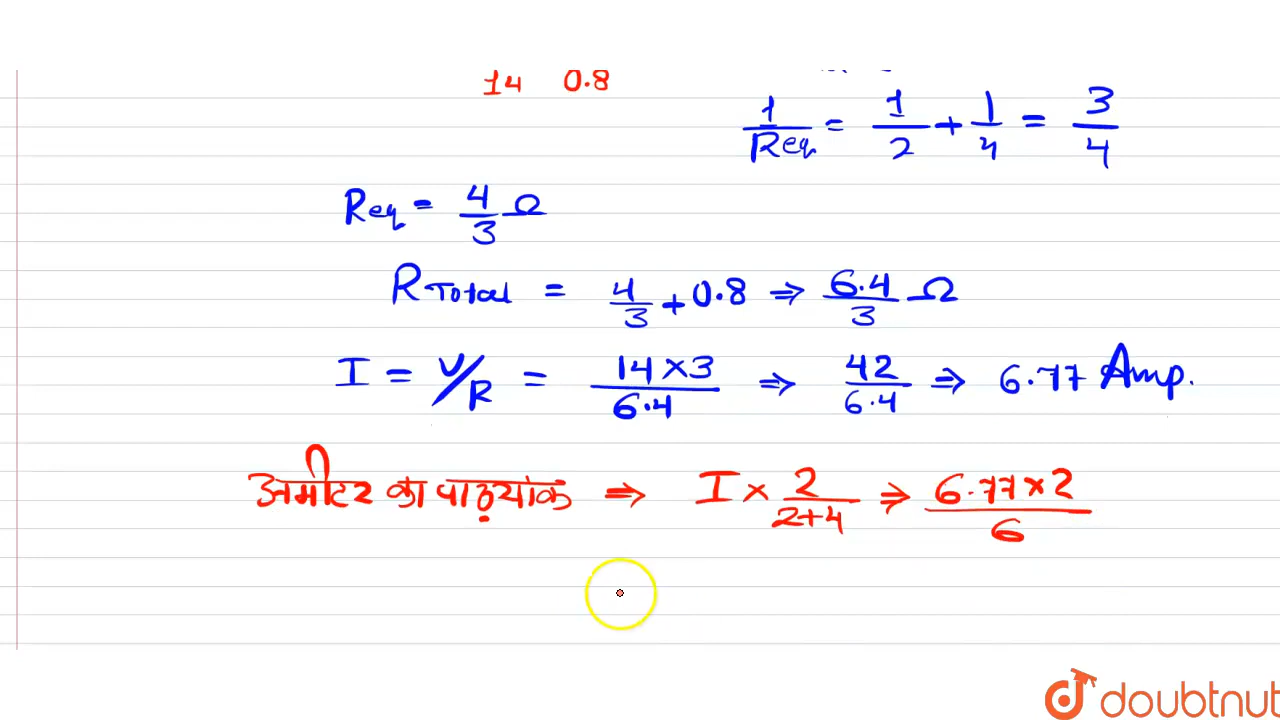 14 0.8
1/Req = 1/2 + 1/4 = 3/4
Req = 4/3 Ω
R Total = 4/3 + 0.8 ⇒ 6.4/3 Ω
I = V/R = 14×3/6.4 ⇒ 42/6.4 ⇒ 6.77 Amp.
अमीटर का पाठ़्यांक ⇒ I × 2/2+4 ⇒ 6.77×2/6
doubtnut